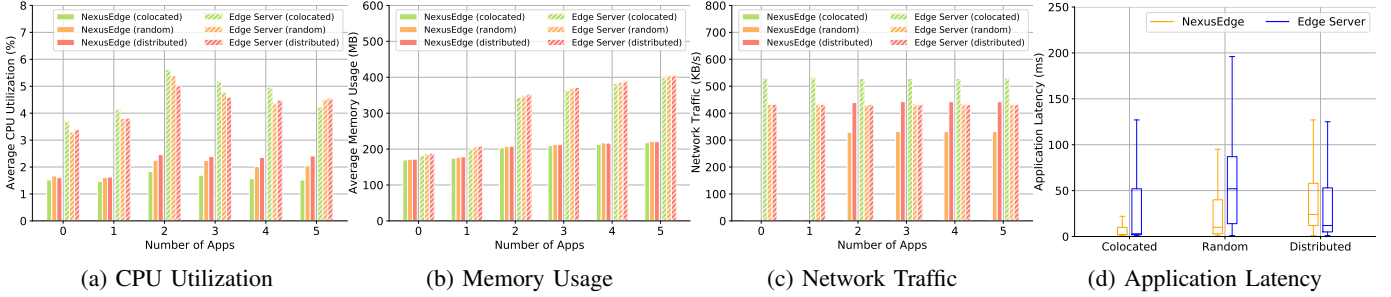 NexusEdge (colocated)
NexusEdge (random)
NexusEdge (distributed)
Edge Server (colocated)
Edge Server (random)
Edge Server (distributed)
Average CPU Utilization (%)
8
7
6
5
4
3
2
1
0
0 1 2 3 4 5
Number of Apps
(a) CPU Utilization
NexusEdge (colocated)
NexusEdge (random)
NexusEdge (distributed)
Edge Server (colocated)
Edge Server (random)
Edge Server (distributed)
Average Memory Usage (MB)
600
500
400
300
200
100
0
0 1 2 3 4 5
Number of Apps
(b) Memory Usage
NexusEdge (colocated)
NexusEdge (random)
NexusEdge (distributed)
Edge Server (colocated)
Edge Server (random)
Edge Server (distributed)
Network Traffic (KB/s)
800
700
600
500
400
300
200
100
0
0 1 2 3 4 5
Number of Apps
(c) Network Traffic
NexusEdge
Edge Server
Application Latency (ms)
250
200
150
100
50
0
Colocated Random Distributed
(d) Application Latency